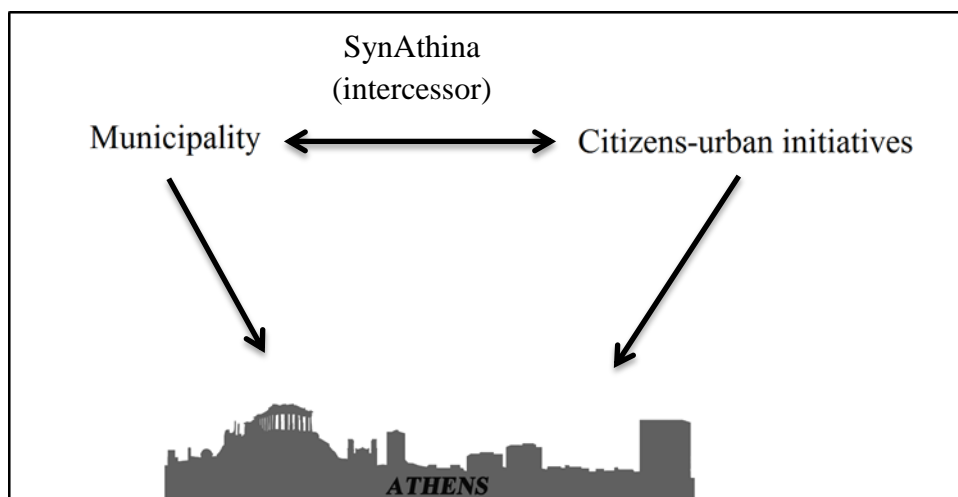 SynAthina
(intercessor)
Municipality
Citizens-urban initiatives
ATHENS